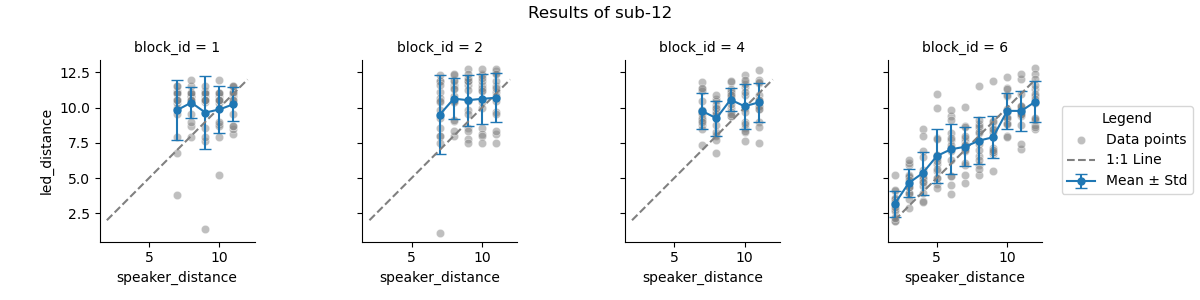 Results of sub-12
block_id = 1
block_id = 2
block_id = 4
block_id = 6
12.5
10.0
7.5
5.0
2.5
led_distance
5 10
5 10
5 10
5 10
speaker_distance
speaker_distance
speaker_distance
speaker_distance
Legend
Data points
1:1 Line
Mean ± Std